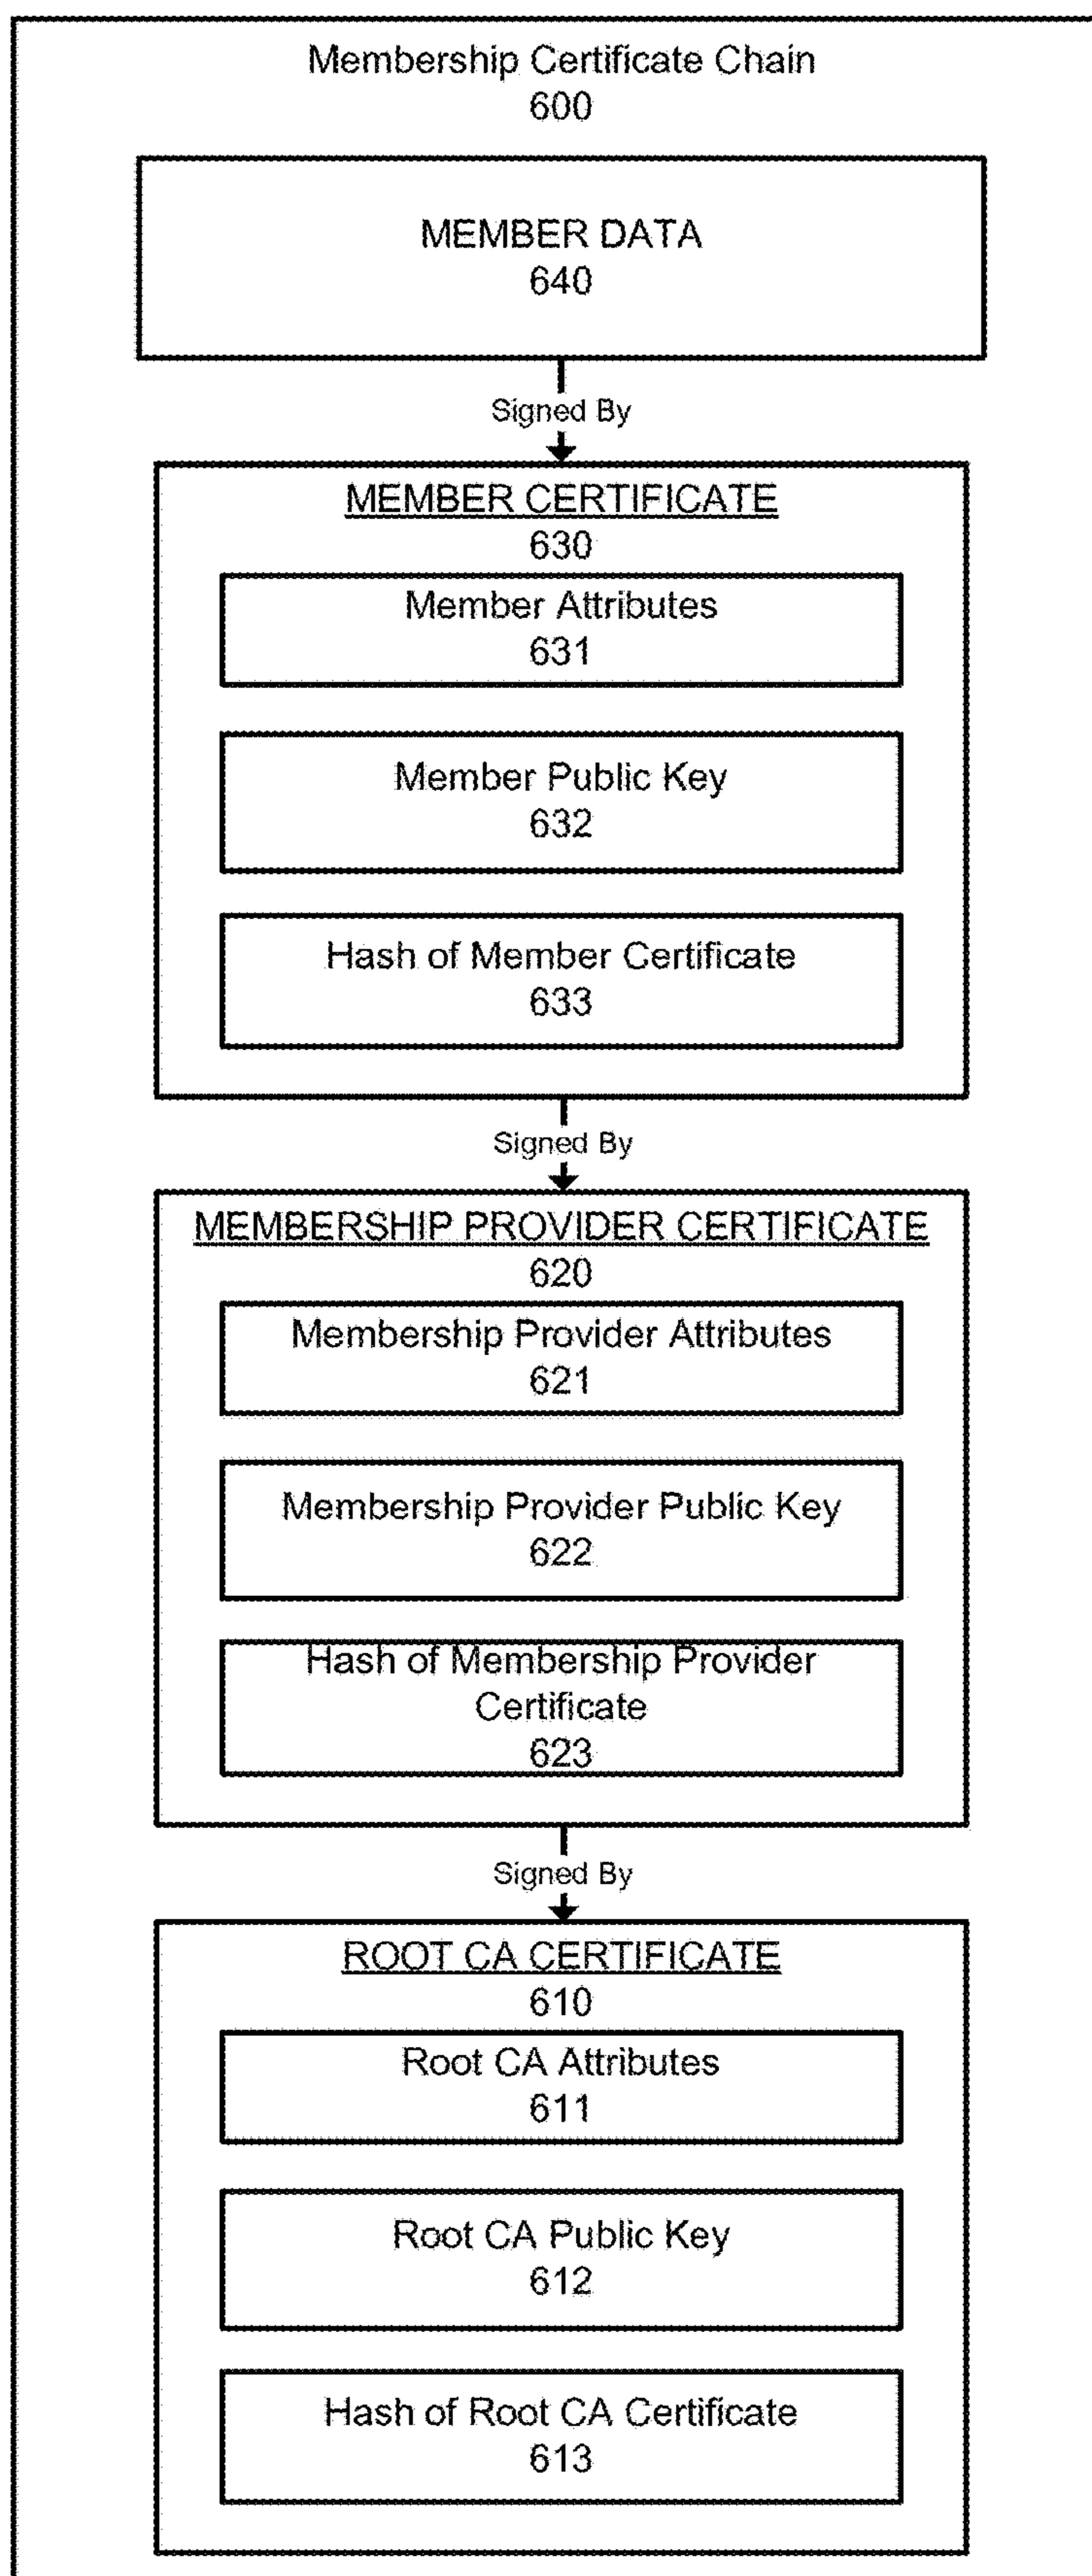 Membership Certificate Chain
600
MEMBER DATA
640
Signed By
MEMBER CERTIFICATE
630
Member Attributes
631
Member Public Key
632
Hash of Member Certificate
633
Signed By
MEMBERSHIP PROVIDER CERTIFICATE
620
Membership Provider Attributes
621
Membership Provider Public Key
622
Hash of Membership Provider
Certificate
623
Signed By
ROOT CA CERTIFICATE
610
Root CA Attributes
611
Root CA Public Key
612
Hash of Root CA Certificate
613